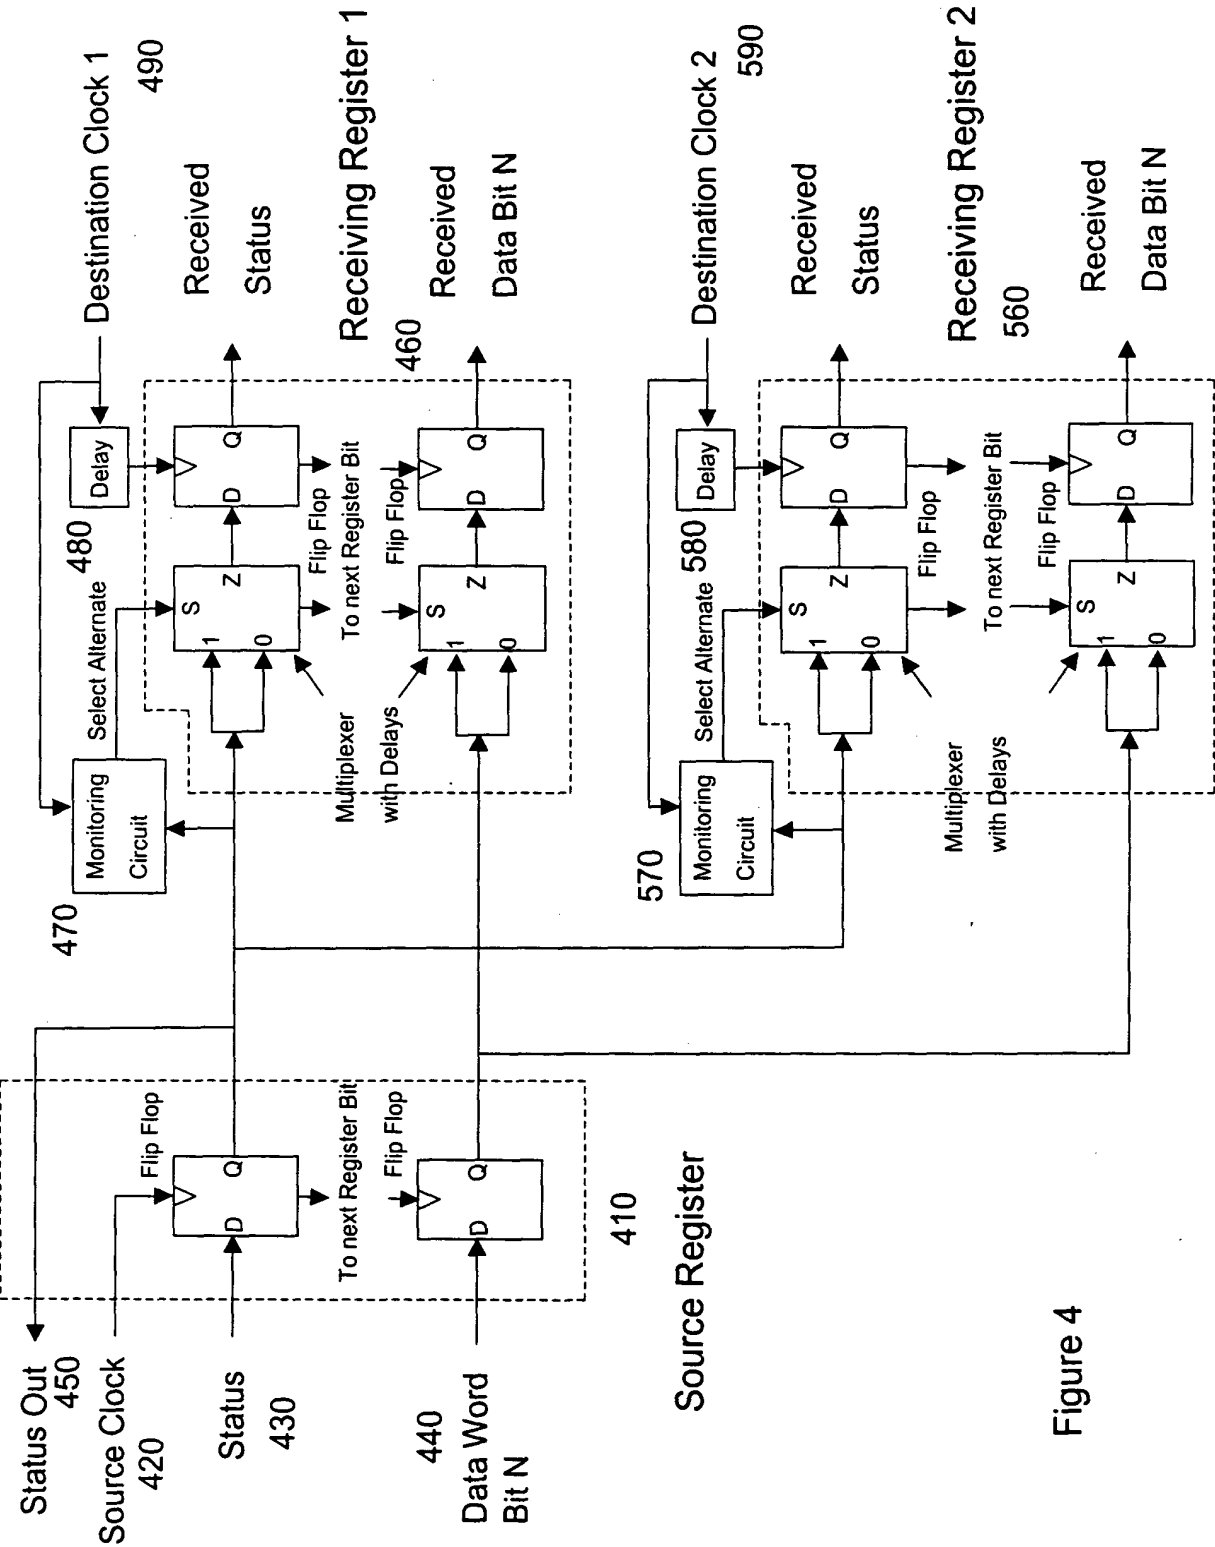 Status Out
450
Source Clock
420
Status
430
440
Data Word
Bit N
Flip Flop
D
Q
To next Register Bit
Flip Flop
D
Q
410
Source Register
470
Monitoring
Circuit
Select Alternate
480
Delay
Destination Clock 1
490
1
0
S
Z
D
Q
Received
Status
Flip Flop
To next Register Bit
Flip Flop
Multiplexer
with Delays
1
0
S
Z
D
Q
Receiving Register 1
460
Received
Data Bit N
570
Monitoring
Circuit
Select Alternate
580
Delay
Destination Clock 2
590
1
0
S
Z
D
Q
Received
Status
Flip Flop
To next Register Bit
Flip Flop
Multiplexer
with Delays
1
0
S
Z
D
Q
Receiving Register 2
560
Received
Data Bit N
Figure 4